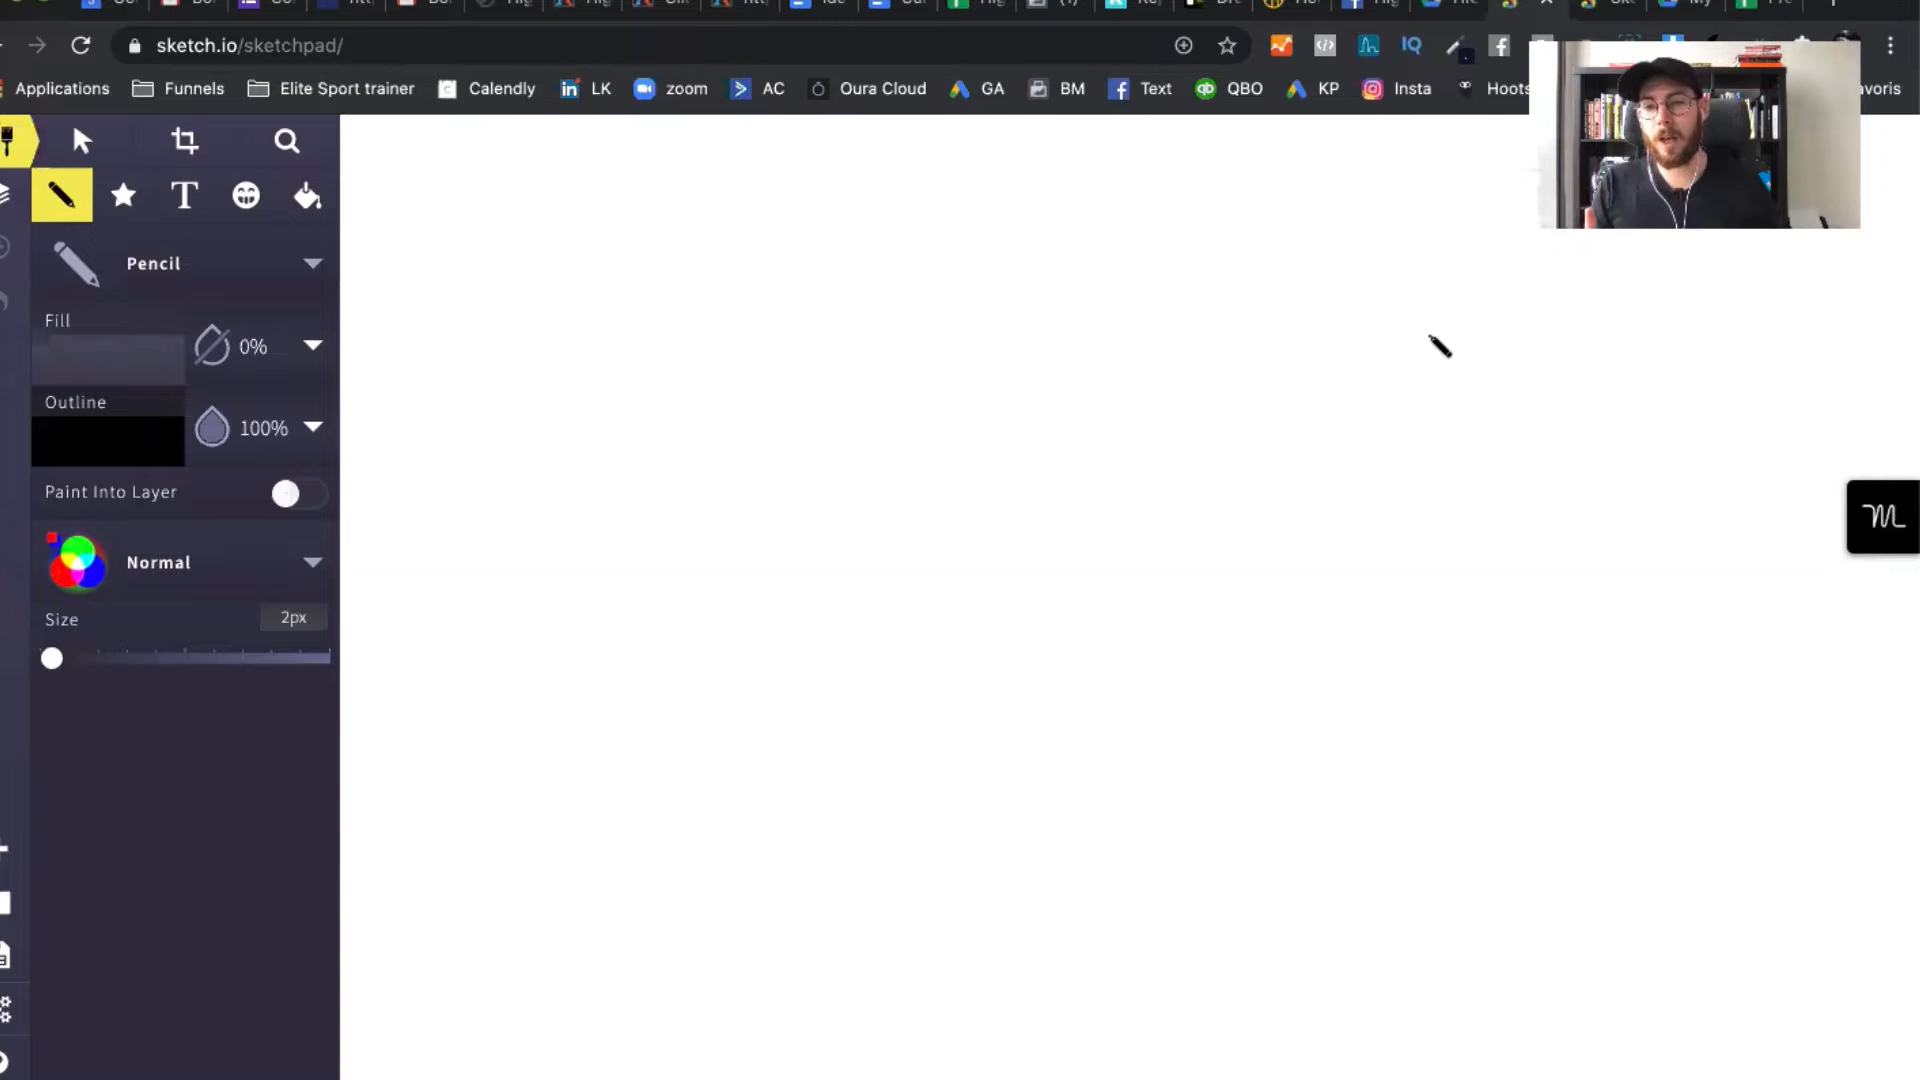 sketch.io/sketchpad/
IQ
Applications Funnels Elite Sport trainer Calendly LK zoom AC Oura Cloud GA BM Text QBO KP Insta Hoots avoris
T
Pencil
Fill
0%
Outline
100%
Paint Into Layer
Normal
Size 2px